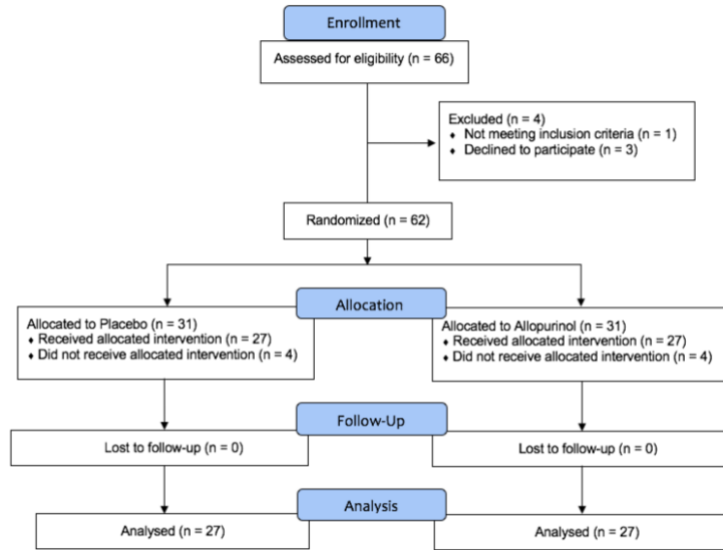 Enrollment
Assessed for eligibility (n = 66)
Excluded (n = 4)
♦ Not meeting inclusion criteria (n = 1)
♦ Declined to participate (n = 3)
Randomized (n = 62)
Allocation
Allocated to Placebo (n = 31)
♦ Received allocated intervention (n = 27)
♦ Did not receive allocated intervention (n = 4)
Allocated to Allopurinol (n = 31)
♦ Received allocated intervention (n = 27)
♦ Did not receive allocated intervention (n = 4)
Follow-Up
Lost to follow-up (n = 0)
Lost to follow-up (n = 0)
Analysis
Analysed (n = 27)
Analysed (n = 27)